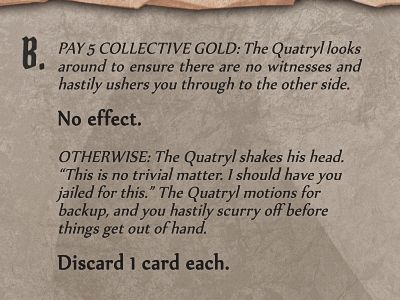 B. PAY 5 COLLECTIVE GOLD: The Quatryl looks
around to ensure there are no witnesses and
hastily ushers you through to the other side.
No effect.
OTHERWISE: The Quatryl shakes his head.
“This is no trivial matter. I should have you
jailed for this.” The Quatryl motions for
backup, and you hastily scurry off before
things get out of hand.
Discard 1 card each.